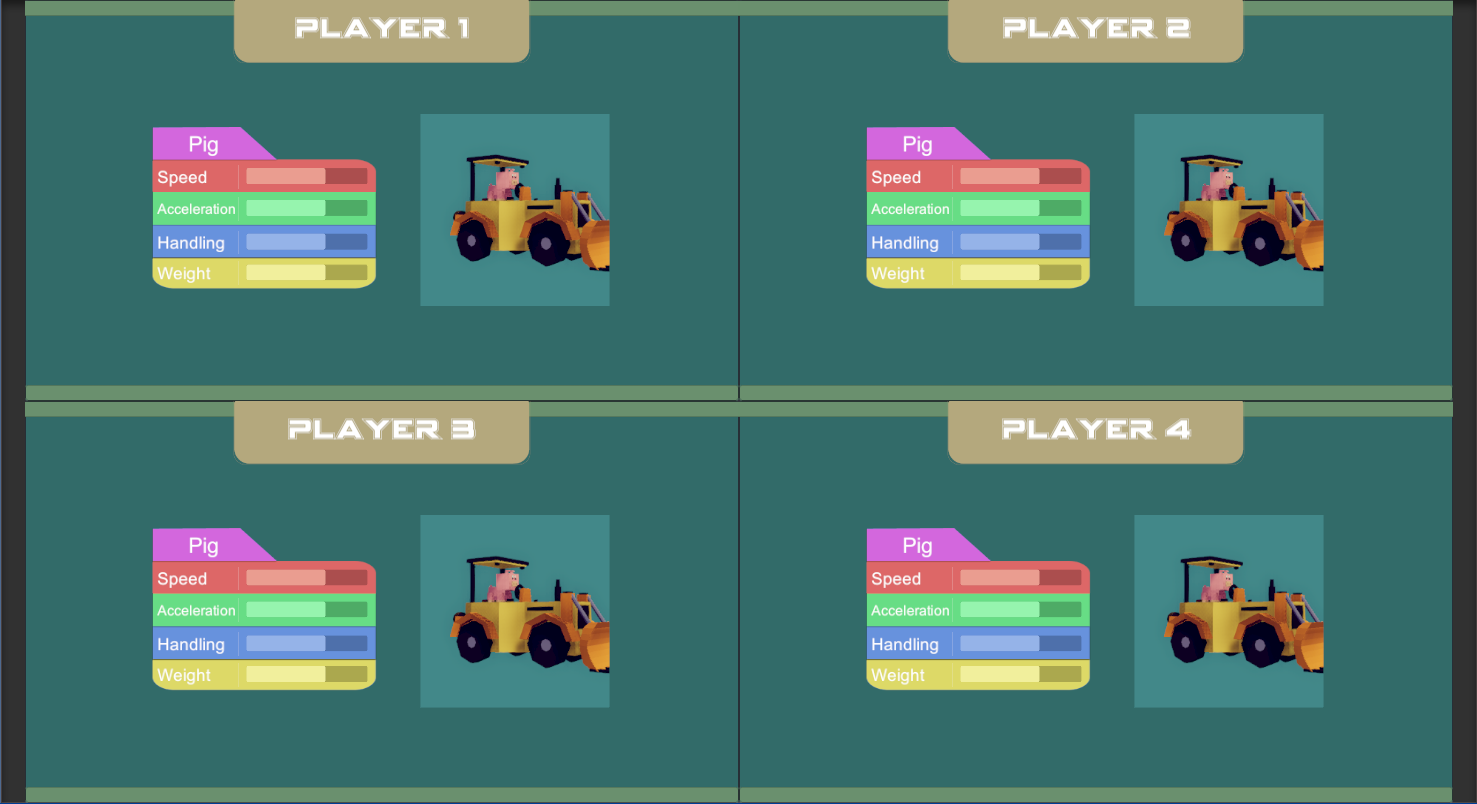 PLAYER 1
Pig
Speed
Acceleration
Handling
Weight
PLAYER 2
Pig
Speed
Acceleration
Handling
Weight
PLAYER 3
Pig
Speed
Acceleration
Handling
Weight
PLAYER 4
Pig
Speed
Acceleration
Handling
Weight